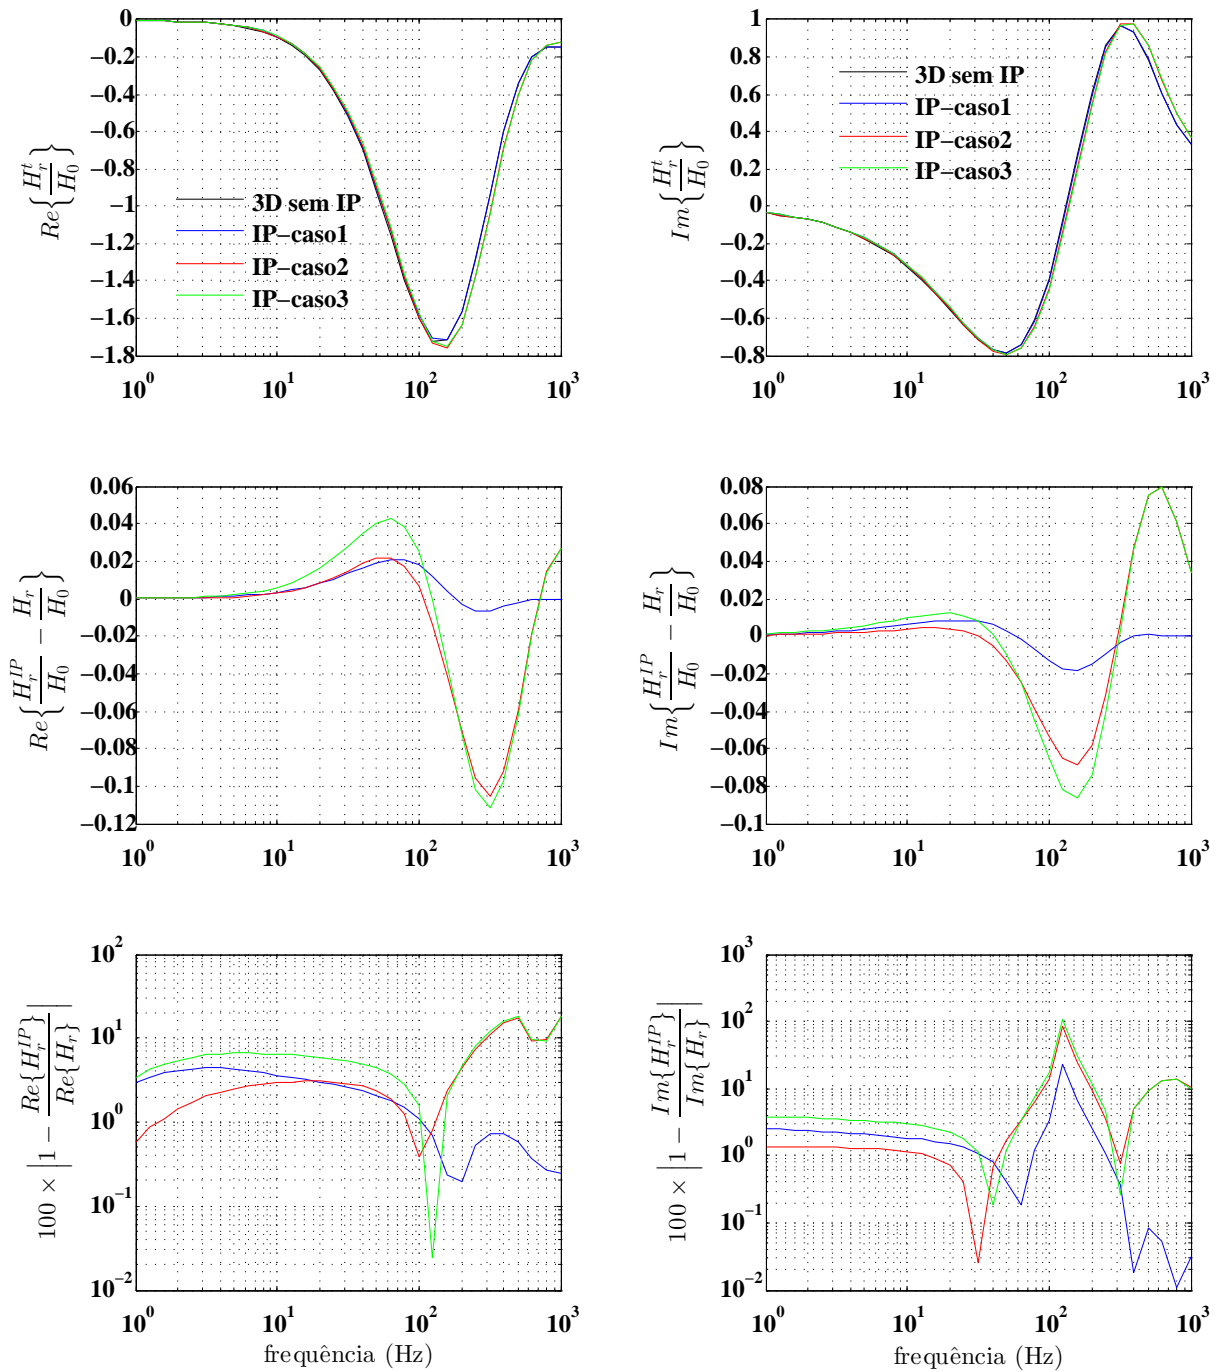 0
−0.2
−0.4
−0.6
−0.8
−1
−1.2
−1.4
−1.6
−1.8
10^0 10^1 10^2 10^3
Re{H_r^t/H_0}
3D sem IP
IP−caso1
IP−caso2
IP−caso3
1
0.8
0.6
0.4
0.2
0
−0.2
−0.4
−0.6
−0.8
10^0 10^1 10^2 10^3
Im{H_r^t/H_0}
3D sem IP
IP−caso1
IP−caso2
IP−caso3
0.06
0.04
0.02
0
−0.02
−0.04
−0.06
−0.08
−0.1
−0.12
10^0 10^1 10^2 10^3
Re{H_r^{IP}/H_0 − H_r/H_0}
0.08
0.06
0.04
0.02
0
−0.02
−0.04
−0.06
−0.08
−0.1
10^0 10^1 10^2 10^3
Im{H_r^{IP}/H_0 − H_r/H_0}
10^2
10^1
10^0
10^−1
10^−2
10^0 10^1 10^2 10^3
100 × |1 − Re{H_r^{IP}}/Re{H_r}|
frequência (Hz)
10^3
10^2
10^1
10^0
10^−1
10^−2
10^0 10^1 10^2 10^3
100 × |1 − Im{H_r^{IP}}/Im{H_r}|
frequência (Hz)